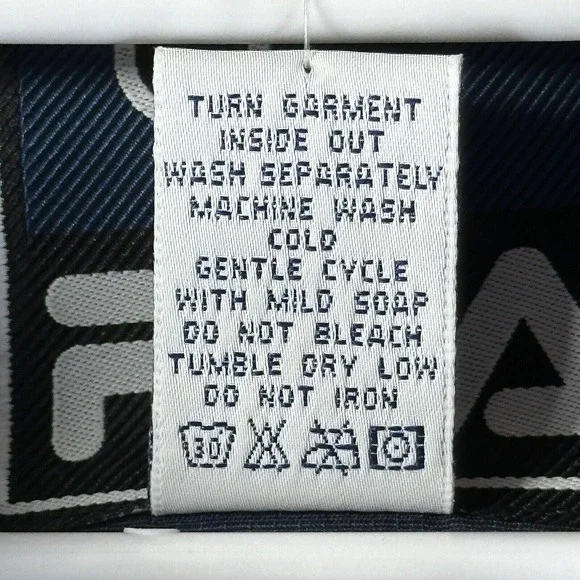 TURN GARMENT
INSIDE OUT
WASH SEPARATELY
MACHINE WASH
COLD
GENTLE CYCLE
WITH MILD SOAP
DO NOT BLEACH
TUMBLE DRY LOW
DO NOT IRON
30